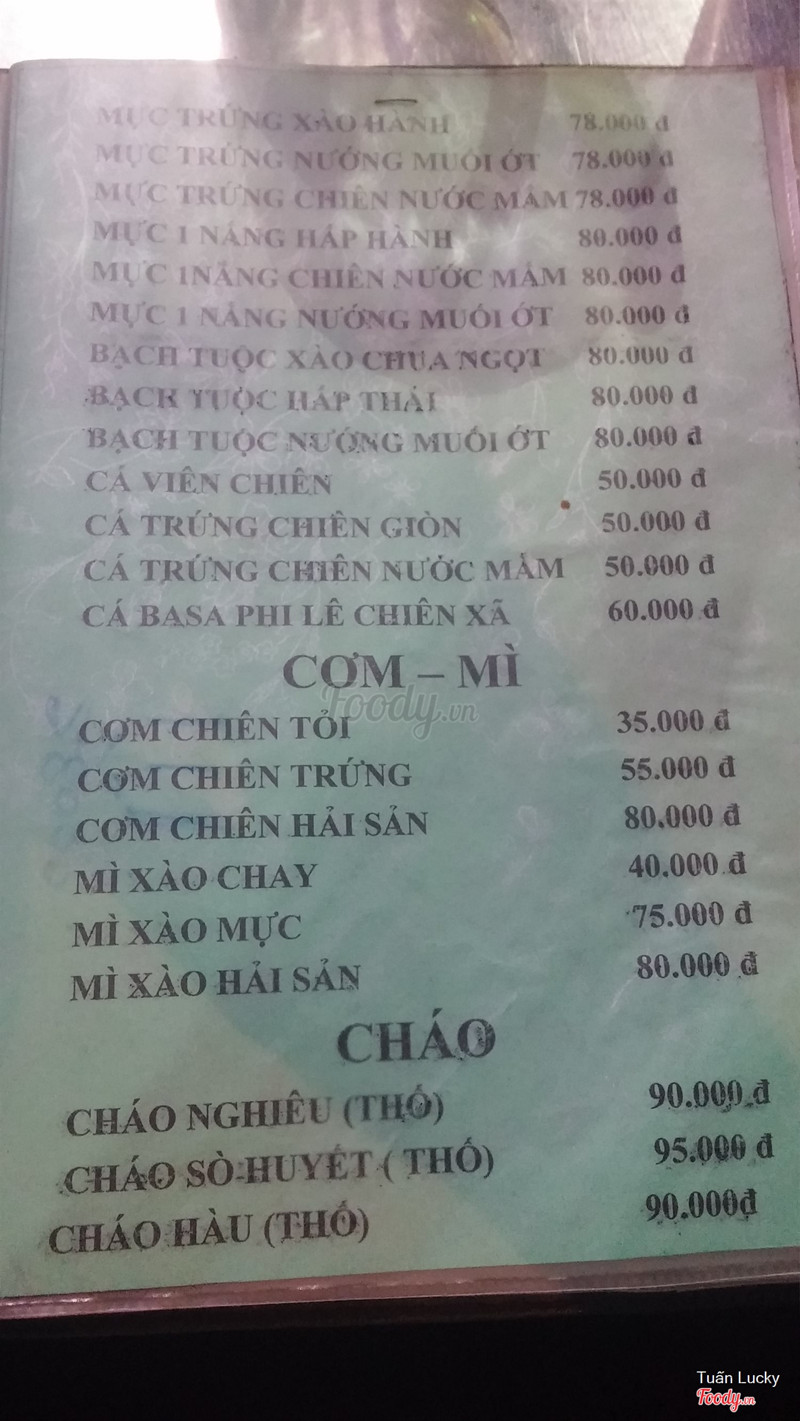 MỰC TRỨNG XÀO HÀNH 78.000 đ
MỰC TRỨNG NƯỚNG MUỐI ỚT 78.000 đ
MỰC TRỨNG CHIÊN NƯỚC MẮM 78.000 đ
MỰC 1 NẮNG HẤP HÀNH 80.000 đ
MỰC 1NẮNG CHIÊN NƯỚC MẮM 80.000 đ
MỰC 1 NẮNG NƯỚNG MUỐI ỚT 80.000 đ
BẠCH TUỘC XÀO CHUA NGỌT 80.000 đ
BẠCK TUỘC HẤP THÁI 80.000 đ
BẠCH TUỘC NƯỚNG MUỐI ỚT 80.000 đ
CÁ VIÊN CHIÊN 50.000 đ
CÁ TRỨNG CHIÊN GIÒN 50.000 đ
CÁ TRỨNG CHIÊN NƯỚC MẮM 50.000 đ
CÁ BASA PHI LÊ CHIÊN XÃ 60.000 đ
CƠM – MÌ
Foody.vn
CƠM CHIÊN TỎI 35.000 đ
CƠM CHIÊN TRỨNG 55.000 đ
CƠM CHIÊN HẢI SẢN 80.000 đ
MÌ XÀO CHAY 40.000 đ
MÌ XÀO MỰC 75.000 đ
MÌ XÀO HẢI SẢN 80.000 đ
CHÁO
CHÁO NGHIÊU (THỐ) 90.000 đ
CHÁO SÒ HUYẾT ( THỐ) 95.000 đ
CHÁO HÀU (THỐ) 90.000đ
Tuấn Lucky
Foody.vn